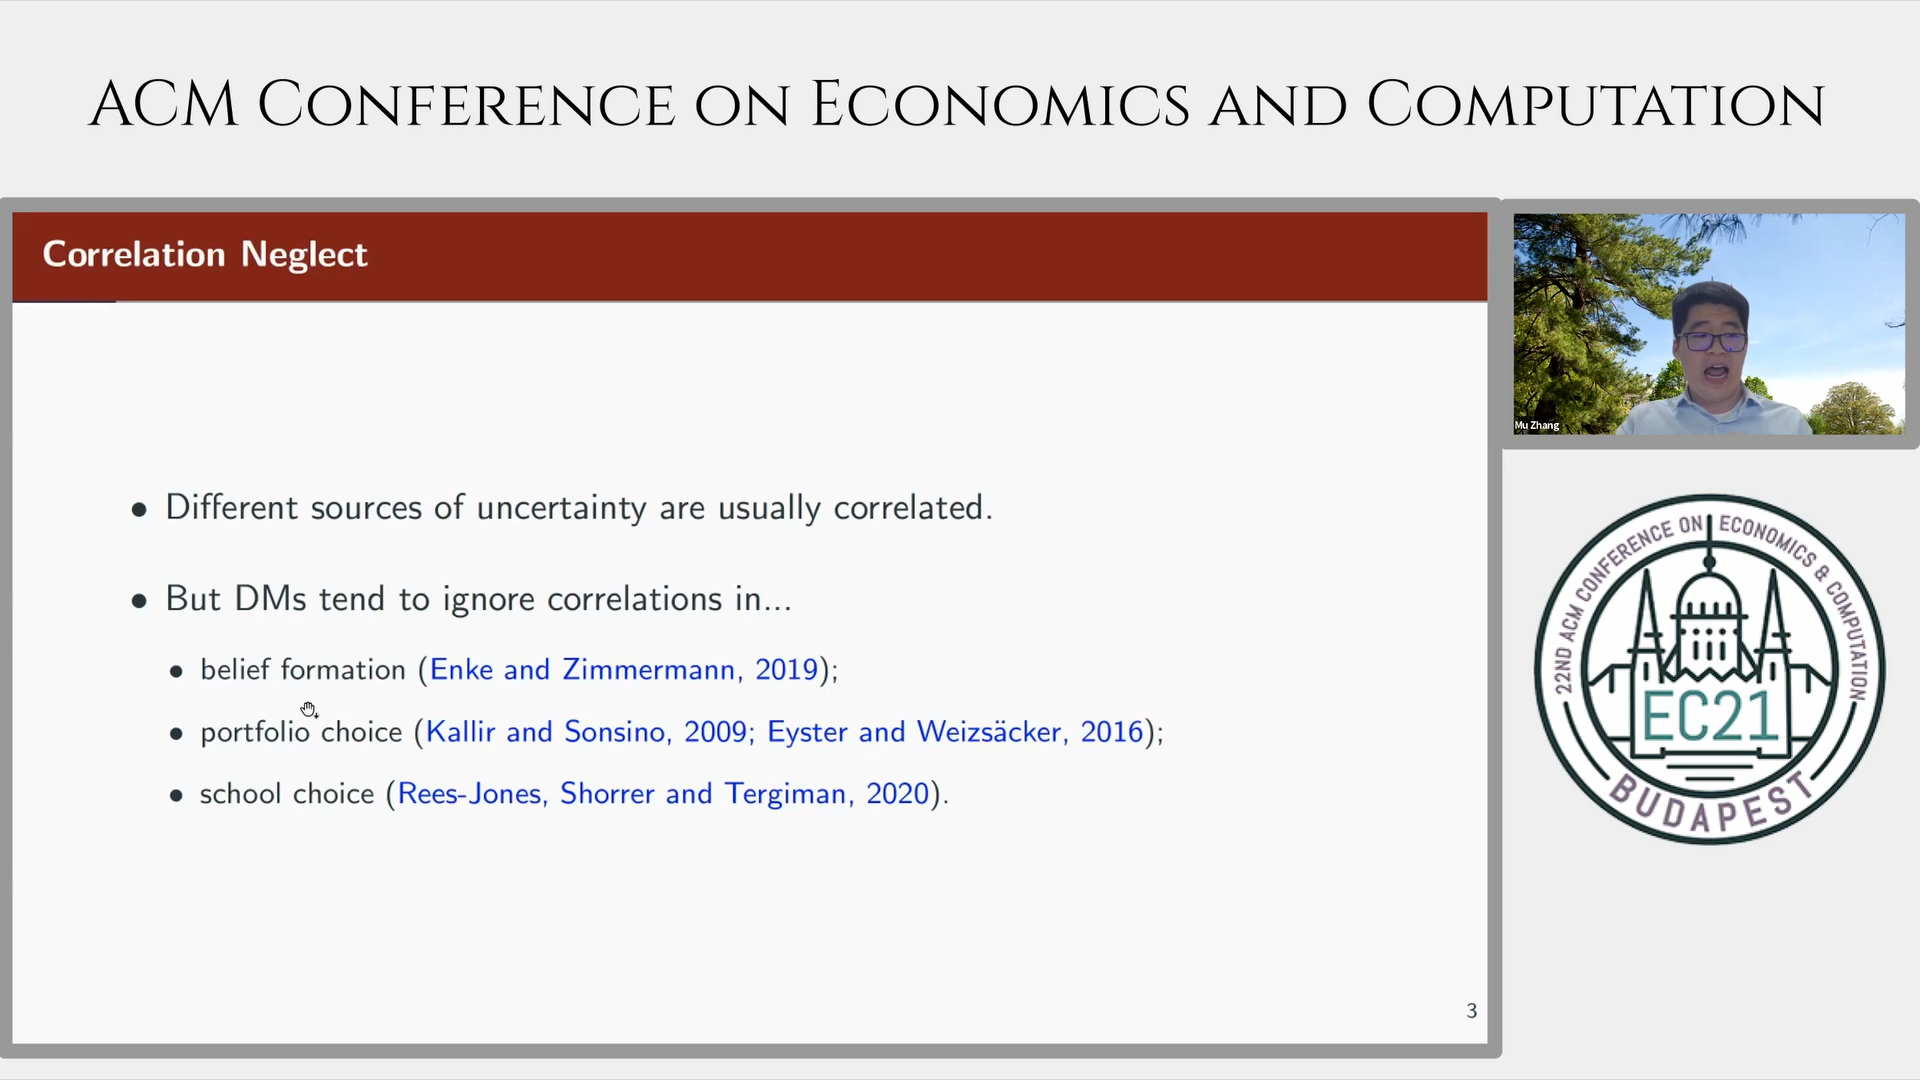 ACM Conference on Economics and Computation
Correlation Neglect
• Different sources of uncertainty are usually correlated.
• But DMs tend to ignore correlations in...
• belief formation (Enke and Zimmermann, 2019);
• portfolio choice (Kallir and Sonsino, 2009; Eyster and Weizsäcker, 2016);
• school choice (Rees-Jones, Shorrer and Tergiman, 2020).
3
Mu Zhang
22ND ACM CONFERENCE ON ECONOMICS & COMPUTATION
EC21
BUDAPEST